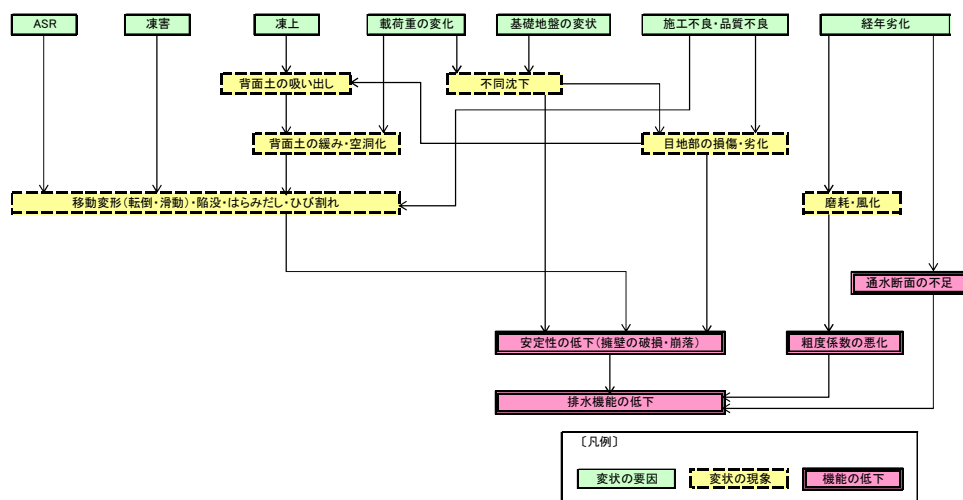 ASR
凍害
凍上
載荷重の変化
基礎地盤の変状
施工不良・品質不良
経年劣化
背面土の吸い出し
不同沈下
背面土の緩み・空洞化
目地部の損傷・劣化
移動変形(転倒・滑動)・陥没・はらみだし・ひび割れ
磨耗・風化
通水断面の不足
安定性の低下(擁壁の破損・崩落)
粗度係数の悪化
排水機能の低下
〔凡例〕
変状の要因
変状の現象
機能の低下